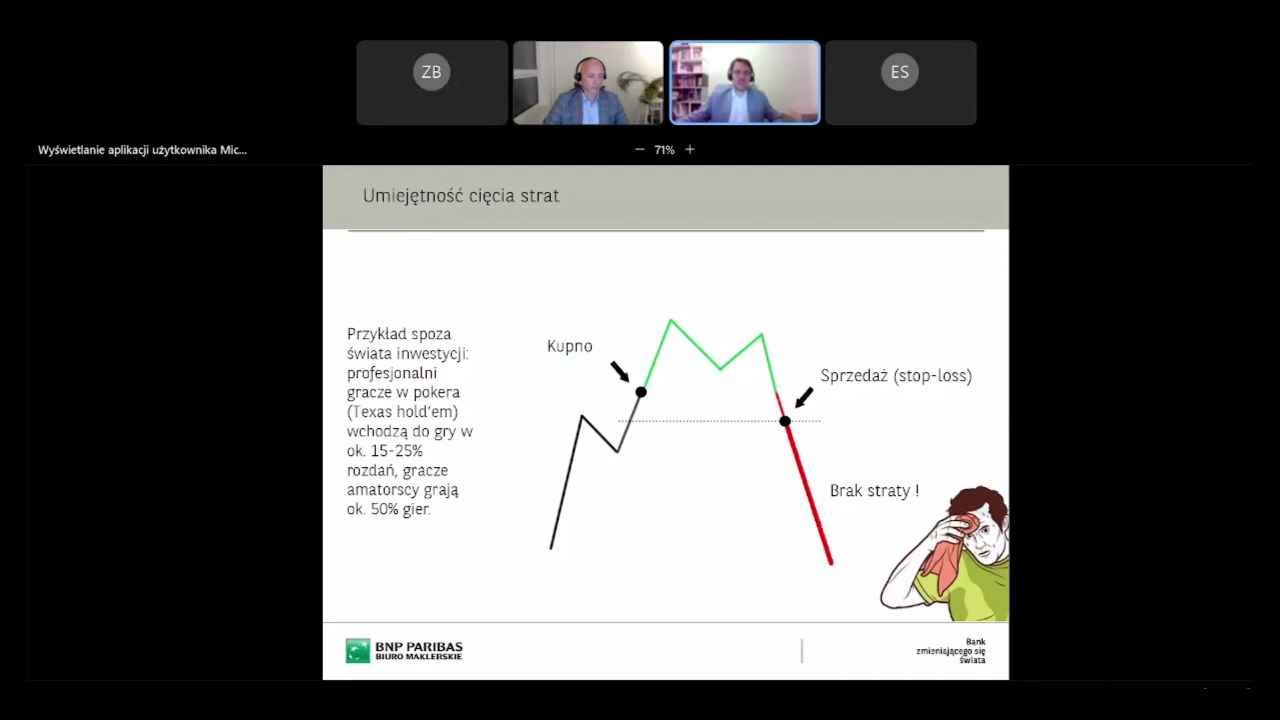 ZB
ES
Wyświetlanie aplikacji użytkownika Mic...
71%
Umiejętność cięcia strat
Przykład spoza
świata inwestycji:
profesjonalni
gracze w pokera
(Texas hold'em)
wchodzą do gry w
ok. 15-25%
rozdań, gracze
amatorscy grają
ok. 50% gier.
Kupno
Sprzedaż (stop-loss)
Brak straty !
BNP PARIBAS
BIURO MAKLERSKIE
Bank
zmieniającego się
świata